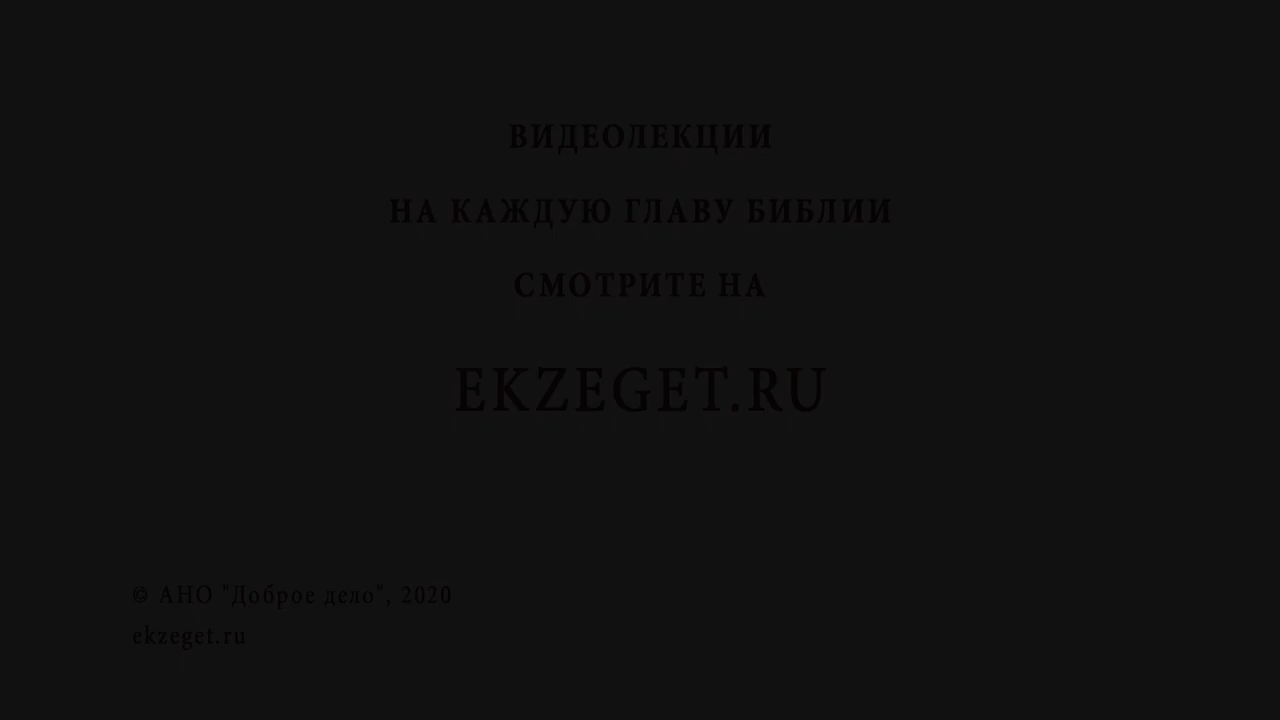 ВИДЕОЛЕКЦИИ
НА КАЖДУЮ ГЛАВУ БИБЛИИ
СМОТРИТЕ НА
EKZEGET.RU
© АНО "Доброе дело", 2020
ekzeget.ru